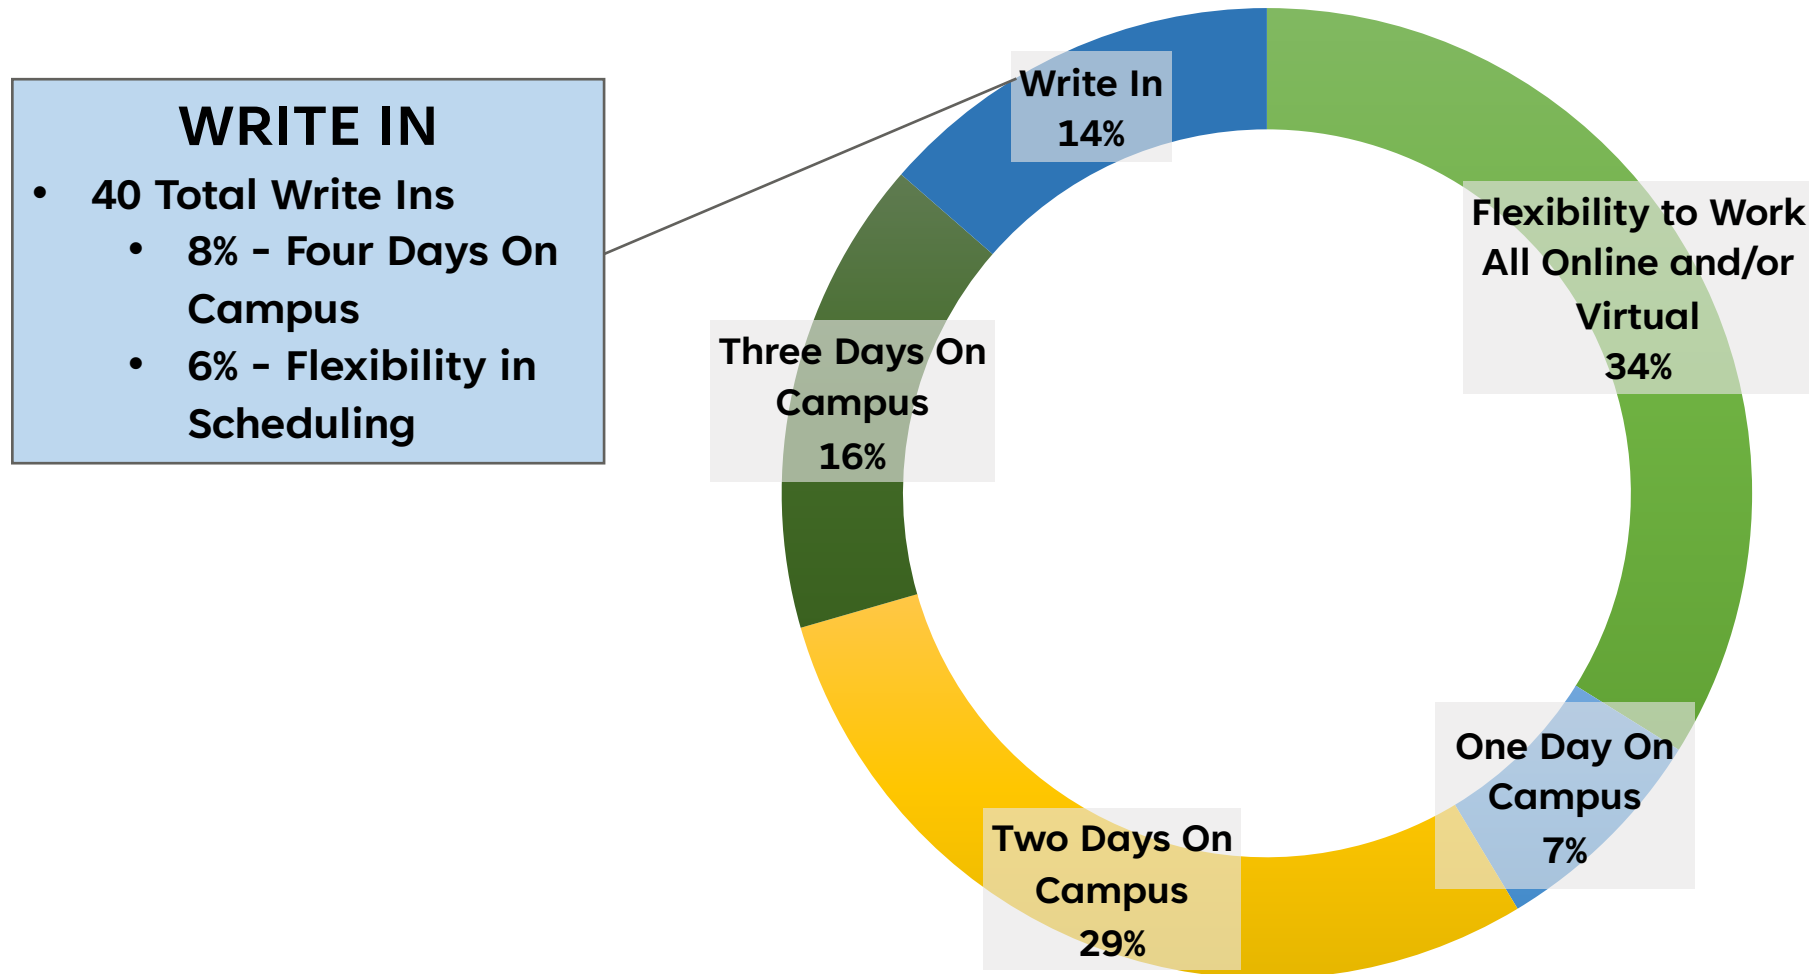 WRITE IN
• 40 Total Write Ins
• 8% - Four Days On
Campus
• 6% - Flexibility in
Scheduling
Write In
14%
Flexibility to Work
All Online and/or
Virtual
34%
Three Days On
Campus
16%
One Day On
Campus
7%
Two Days On
Campus
29%